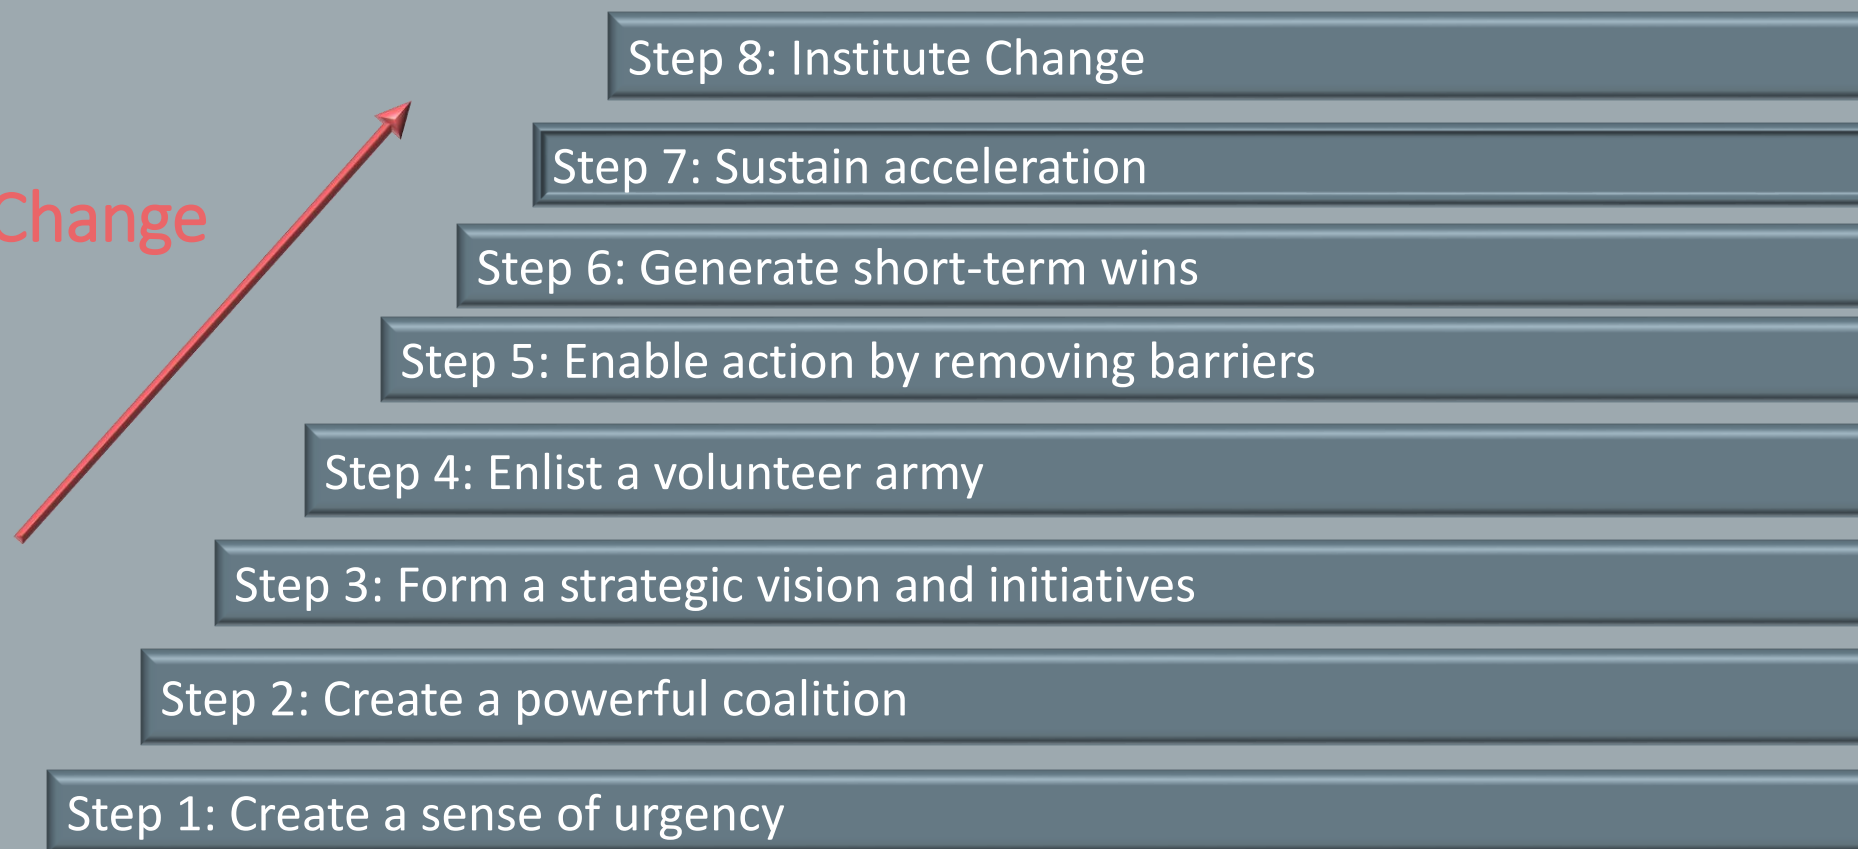 Step 8: Institute Change
Step 7: Sustain acceleration
Change
Step 6: Generate short-term wins
Step 5: Enable action by removing barriers
Step 4: Enlist a volunteer army
Step 3: Form a strategic vision and initiatives
Step 2: Create a powerful coalition
Step 1: Create a sense of urgency